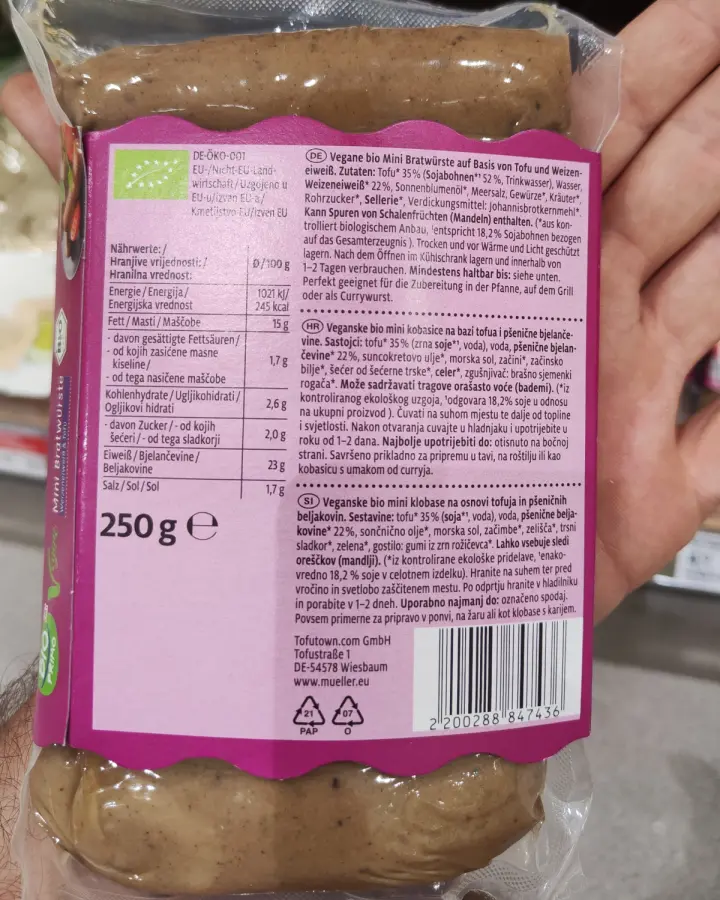 DE-ÖKO-001
EU-/Nicht-EU-Land-
wirtschaft / Uzgojeno u
EU-u/izven EU-a/
Kmetijstvo EU/izven EU
Nährwerte:/
Hranjive vrijednosti:/
Hranilna vrednost:
Ø/100 g
Energie/Energija/
Energijska vrednost
1021 kJ/
245 kcal
Fett/Masti/Maščobe
15 g
- davon gesättigte Fettsäuren/
- od kojih zasićene masne
kiseline/
- od tega nasičene maščobe
1,7 g
Kohlenhydrate/Ugljikohidrati/
Ogljikovi hidrati
2,6 g
- davon Zucker/- od kojih
šećeri/- od tega sladkorji
2,0 g
Eiweiß/Bjelančevine/
Beljakovine
23 g
Salz/Sol/Sol
1,7 g
250 g ℮
DE Vegane bio Mini Bratwürste auf Basis von Tofu und Weizen-
eiweiß. Zutaten: Tofu* 35% (Sojabohnen*¹ 52 %, Trinkwasser), Wasser,
Weizeneiweiß* 22%, Sonnenblumenöl*, Meersalz, Gewürze*, Kräuter*,
Rohrzucker*, Sellerie*, Verdickungsmittel: Johannisbrotkernmehl*.
Kann Spuren von Schalenfrüchten (Mandeln) enthalten. (*aus kon-
trolliert biologischem Anbau, ¹entspricht 18,2% Sojabohnen bezogen
auf das Gesamterzeugnis). Trocken und vor Wärme und Licht geschützt
lagern. Nach dem Öffnen im Kühlschrank lagern und innerhalb von
1–2 Tagen verbrauchen. Mindestens haltbar bis: siehe unten.
Perfekt geeignet für die Zubereitung in der Pfanne, auf dem Grill
oder als Currywurst.
HR Veganske bio mini kobasice na bazi tofua i pšenične bjelanče-
vine. Sastojci: tofu* 35% (zrna soje*¹, voda), voda, pšenične bjelan-
čevine* 22%, suncokretovo ulje*, morska sol, začini*, začinsko
bilje*, šećer od šećerne trske*, celer*, zgušnjivač: brašno sjemenki
rogača*. Može sadržavati tragove orašasto voće (bademi). (*iz
kontroliranog ekološkog uzgoja, ¹odgovara 18,2% soje u odnosu
na ukupni proizvod ). Čuvati na suhom mjestu te dalje od topline
i svjetlosti. Nakon otvaranja čuvajte u hladnjaku i upotrijebite u
roku od 1–2 dana. Najbolje upotrijebiti do: otisnuto na bočnoj
strani. Savršeno prikladno za pripremu u tavi, na roštilju ili kao
kobasicu s umakom od curryja.
SI Veganske bio mini klobase na osnovi tofuja in pšeničnih
beljakovin. Sestavine: tofu* 35% (soja*¹, voda), voda, pšenične belja-
kovine* 22%, sončnično olje*, morska sol, začimbe*, zelišča*, trsni
sladkor*, zelena*, gostilo: gumi iz zrn rožičevca*. Lahko vsebuje sledi
oreščkov (mandlji). (*iz kontrolirane ekološke pridelave, ¹enako-
vredno 18,2 % soje v celotnem izdelku). Hranite na suhem ter pred
vročino in svetlobo zaščitenem mestu. Po odprtju hranite v hladilniku
in porabite v 1–2 dneh. Uporabno najmanj do: označeno spodaj.
Povsem primerne za pripravo v ponvi, na žaru ali kot klobase s karijem.
Tofutown.com GmbH
Tofustraße 1
DE-54578 Wiesbaum
www.mueller.eu
21
PAP
07
O
2 200288 847436
BIO
Mini Bratwürste
Vegan
BIO
PRIMO